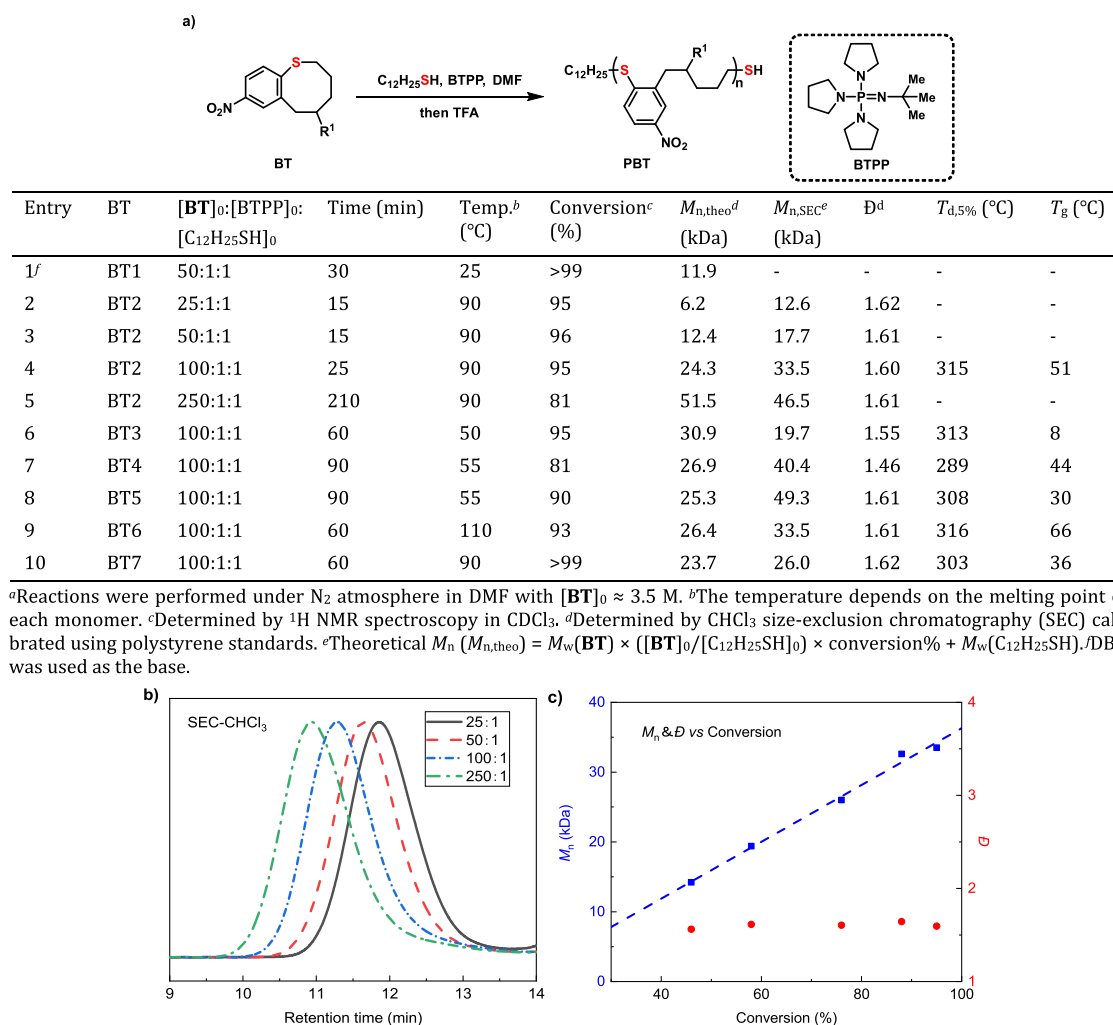 a)
S
NO₂
R¹
BT
C₁₂H₂₅SH, BTPP, DMF
then TFA
C₁₂H₂₅
S
R¹
SH
n
NO₂
PBT
N
N P N
N
Me
Me
Me
BTPP
Entry BT [BT]₀:[BTPP]₀: Time (min) Temp.ᵇ Conversionᶜ Mn,theoᵈ Mn,SECᵉ Đᵈ Td,5% (°C) Tg (°C)
[C₁₂H₂₅SH]₀ (°C) (%) (kDa) (kDa)
1ᶠ BT1 50:1:1 30 25 >99 11.9 - - - -
2 BT2 25:1:1 15 90 95 6.2 12.6 1.62 - -
3 BT2 50:1:1 15 90 96 12.4 17.7 1.61 - -
4 BT2 100:1:1 25 90 95 24.3 33.5 1.60 315 51
5 BT2 250:1:1 210 90 81 51.5 46.5 1.61 - -
6 BT3 100:1:1 60 50 95 30.9 19.7 1.55 313 8
7 BT4 100:1:1 90 55 81 26.9 40.4 1.46 289 44
8 BT5 100:1:1 90 55 90 25.3 49.3 1.61 308 30
9 BT6 100:1:1 60 110 93 26.4 33.5 1.61 316 66
10 BT7 100:1:1 60 90 >99 23.7 26.0 1.62 303 36
ᵃReactions were performed under N₂ atmosphere in DMF with [BT]₀ ≈ 3.5 M. ᵇThe temperature depends on the melting point
each monomer. ᶜDetermined by ¹H NMR spectroscopy in CDCl₃. ᵈDetermined by CHCl₃ size-exclusion chromatography (SEC) cal
brated using polystyrene standards. ᵉTheoretical Mn (Mn,theo) = Mw(BT) × ([BT]₀/[C₁₂H₂₅SH]₀) × conversion% + Mw(C₁₂H₂₅SH).ᶠDB
was used as the base.
b)
SEC-CHCl₃
25:1
50:1
100:1
250:1
9 10 11 12 13 14
Retention time (min)
c)
Mn&Đ vs Conversion
40
30
20
10
0
Mn (kDa)
4
3
2
1
Đ
40 60 80 100
Conversion (%)